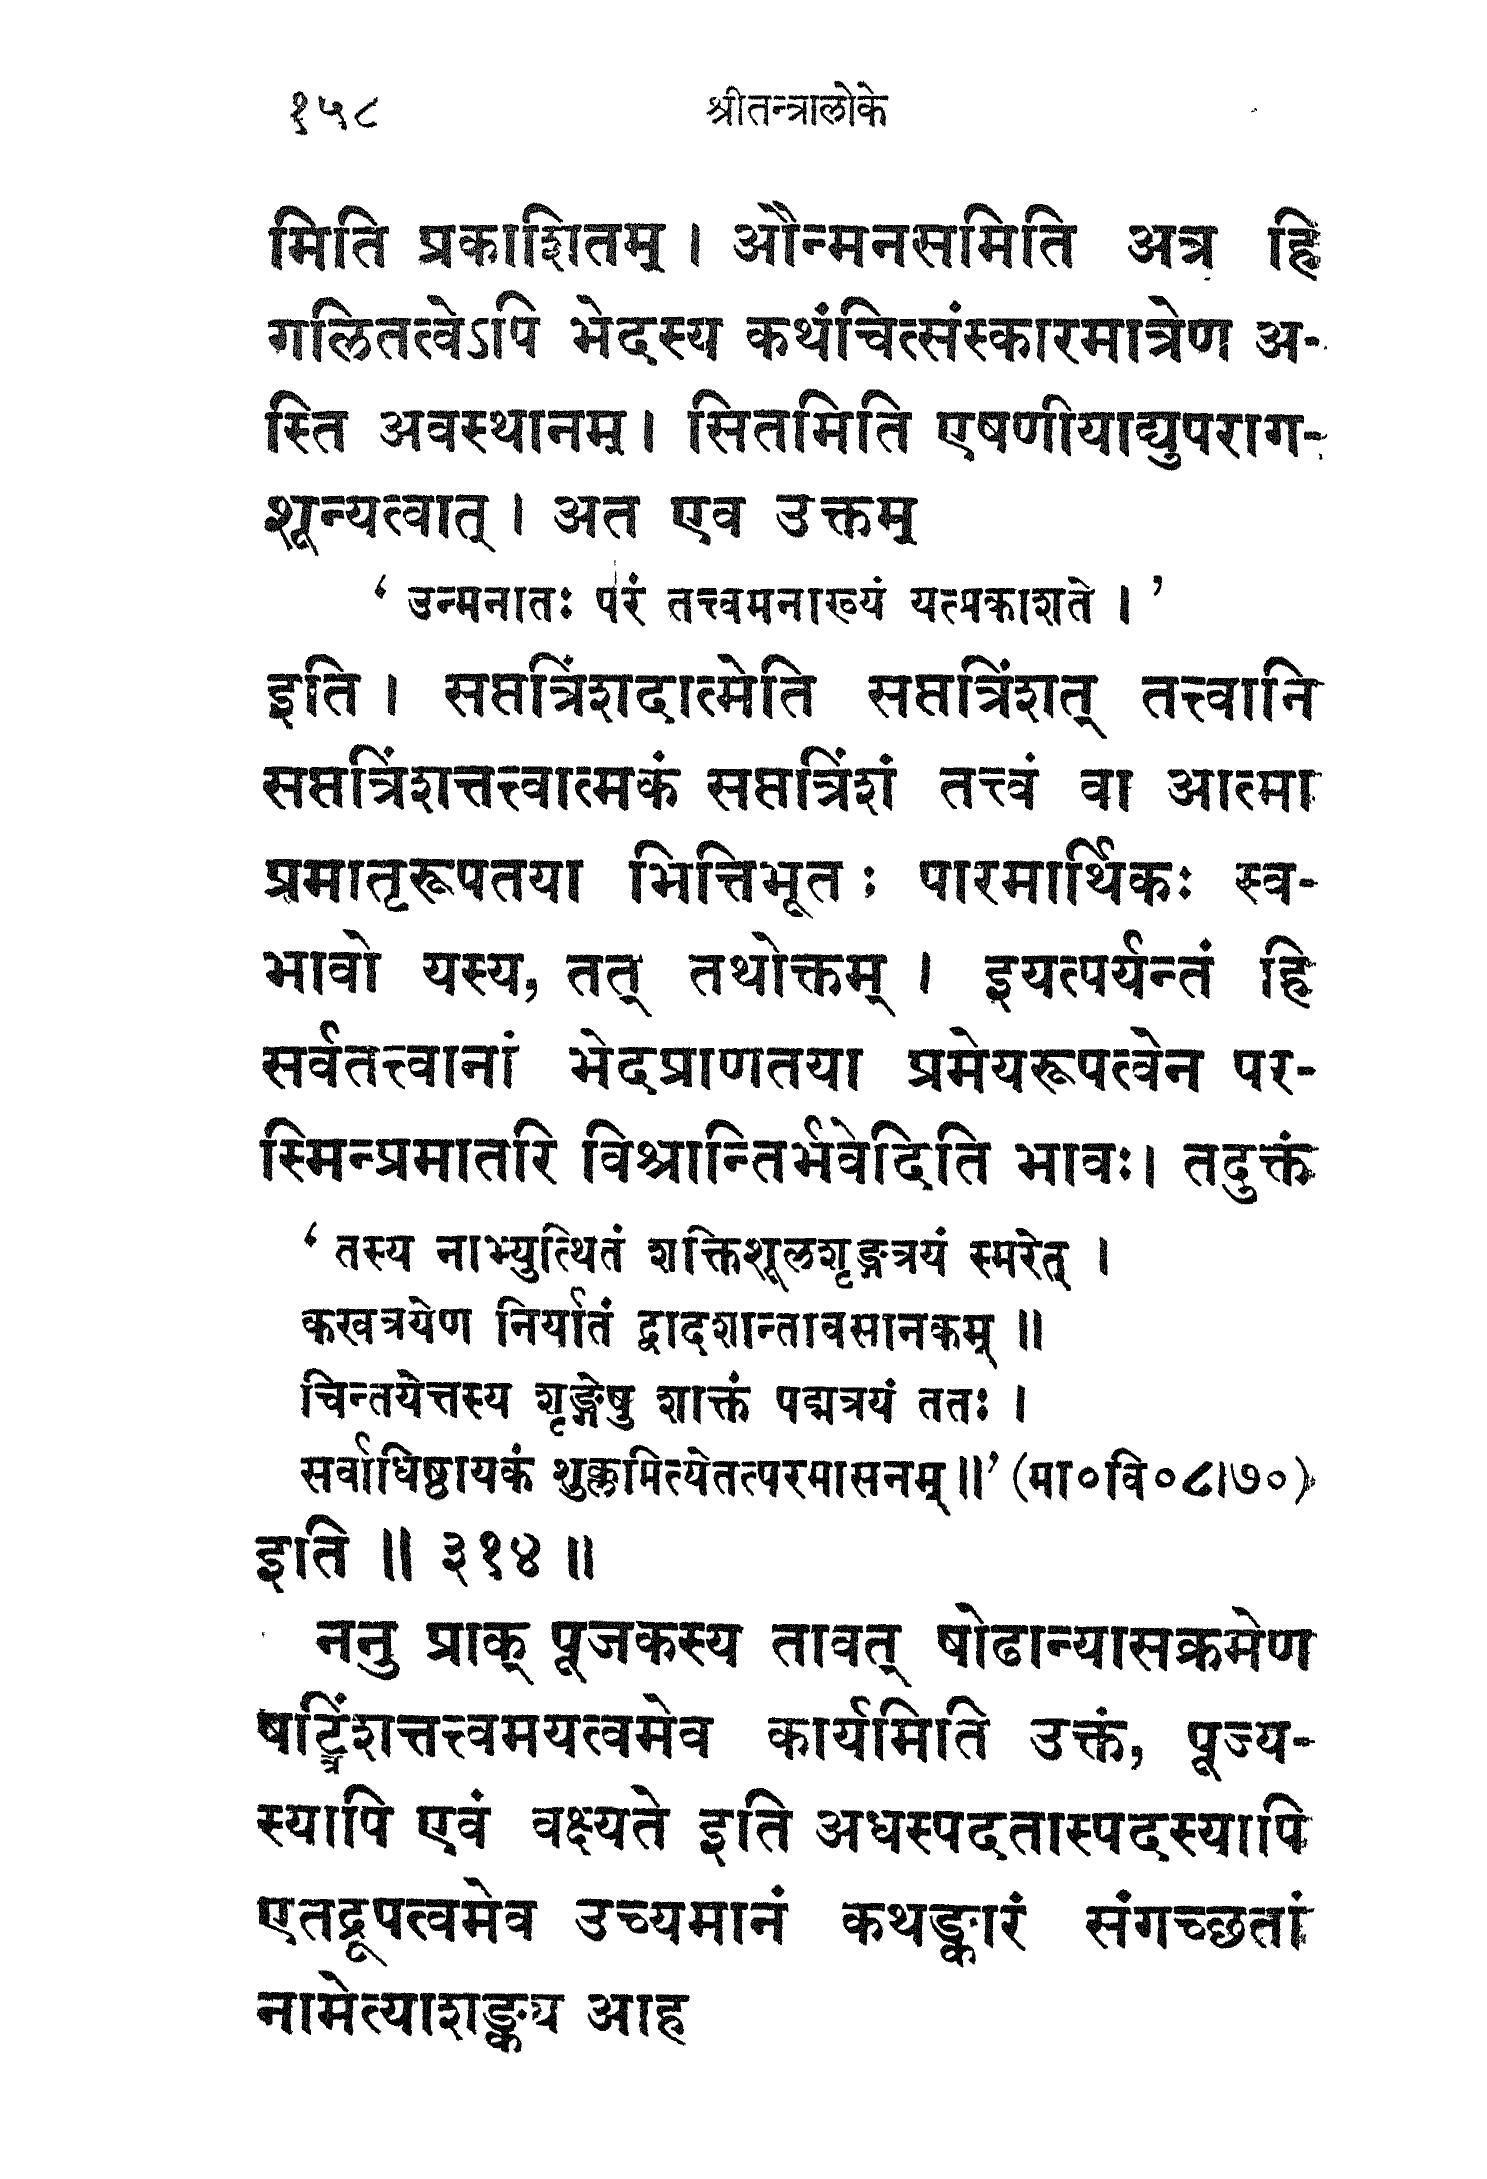 १५८ श्रीतन्त्रालोके
मिति प्रकाशितम् । औन्मनसमिति अत्र हि
गलितत्वेऽपि भेदस्य कथंचित्संस्कारमात्रेण अ-
स्ति अवस्थानम् । सितमिति एषणीयाद्युपराग-
शून्यत्वात् । अत एव उक्तम्
‘ उन्मनातः परं तत्त्वमनाख्यं यत्प्रकाशते । ’
इति । सप्तत्रिंशदात्मेति सप्तत्रिंशत् तत्त्वानि
सप्तत्रिंशत्तत्त्वात्मकं सप्तत्रिंशं तत्त्वं वा आत्मा
प्रमातृरूपतया भित्तिभूतः पारमार्थिकः स्व-
भावो यस्य, तत् तथोक्तम् । इयत्पर्यन्तं हि
सर्वतत्त्वानां भेदप्राणतया प्रमेयरूपत्वेन पर-
स्मिन्प्रमातरि विश्रान्तिर्भवेदिति भावः । तदुक्तं
‘ तस्य नाभ्युत्थितं शक्तिशूलशृङ्गत्रयं स्मरेत् ।
कखत्रयेण निर्यातं द्वादशान्तावसानकम् ॥
चिन्तयेत्तस्य शृङ्गेषु शाक्तं पद्मत्रयं ततः ।
सर्वाधिष्ठायकं शुक्लमित्येतत्परमासनम् ॥’ (मा०वि०८।७०)
इति ॥ ३१४ ॥
ननु प्राक् पूजकस्य तावत् षोढान्यासक्रमेण
षट्त्रिंशत्तत्त्वमयत्वमेव कार्यमिति उक्तं, पूज्य-
स्यापि एवं वक्ष्यते इति अधस्पदतास्पदस्यापि
एतद्रूपत्वमेव उच्यमानं कथङ्कारं संगच्छतां
नामेत्याशङ्क्य आह